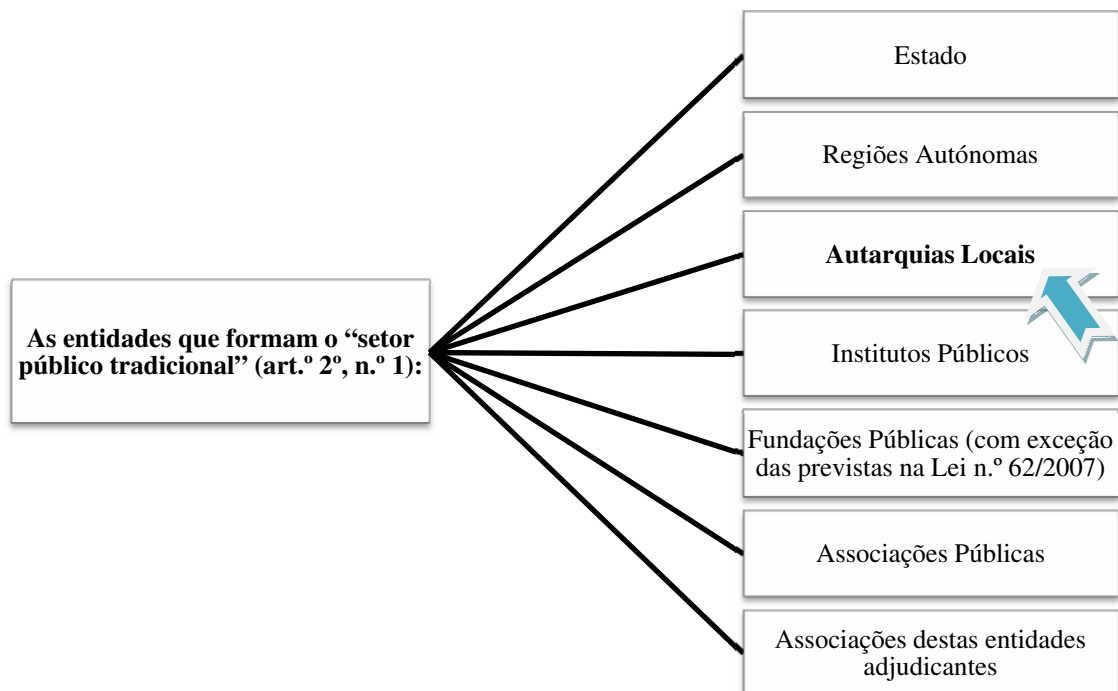 As entidades que formam o “setor
público tradicional” (art.º 2º, n.º 1):
Estado
Regiões Autónomas
Autarquias Locais
Institutos Públicos
Fundações Públicas (com exceção
das previstas na Lei n.º 62/2007)
Associações Públicas
Associações destas entidades
adjudicantes